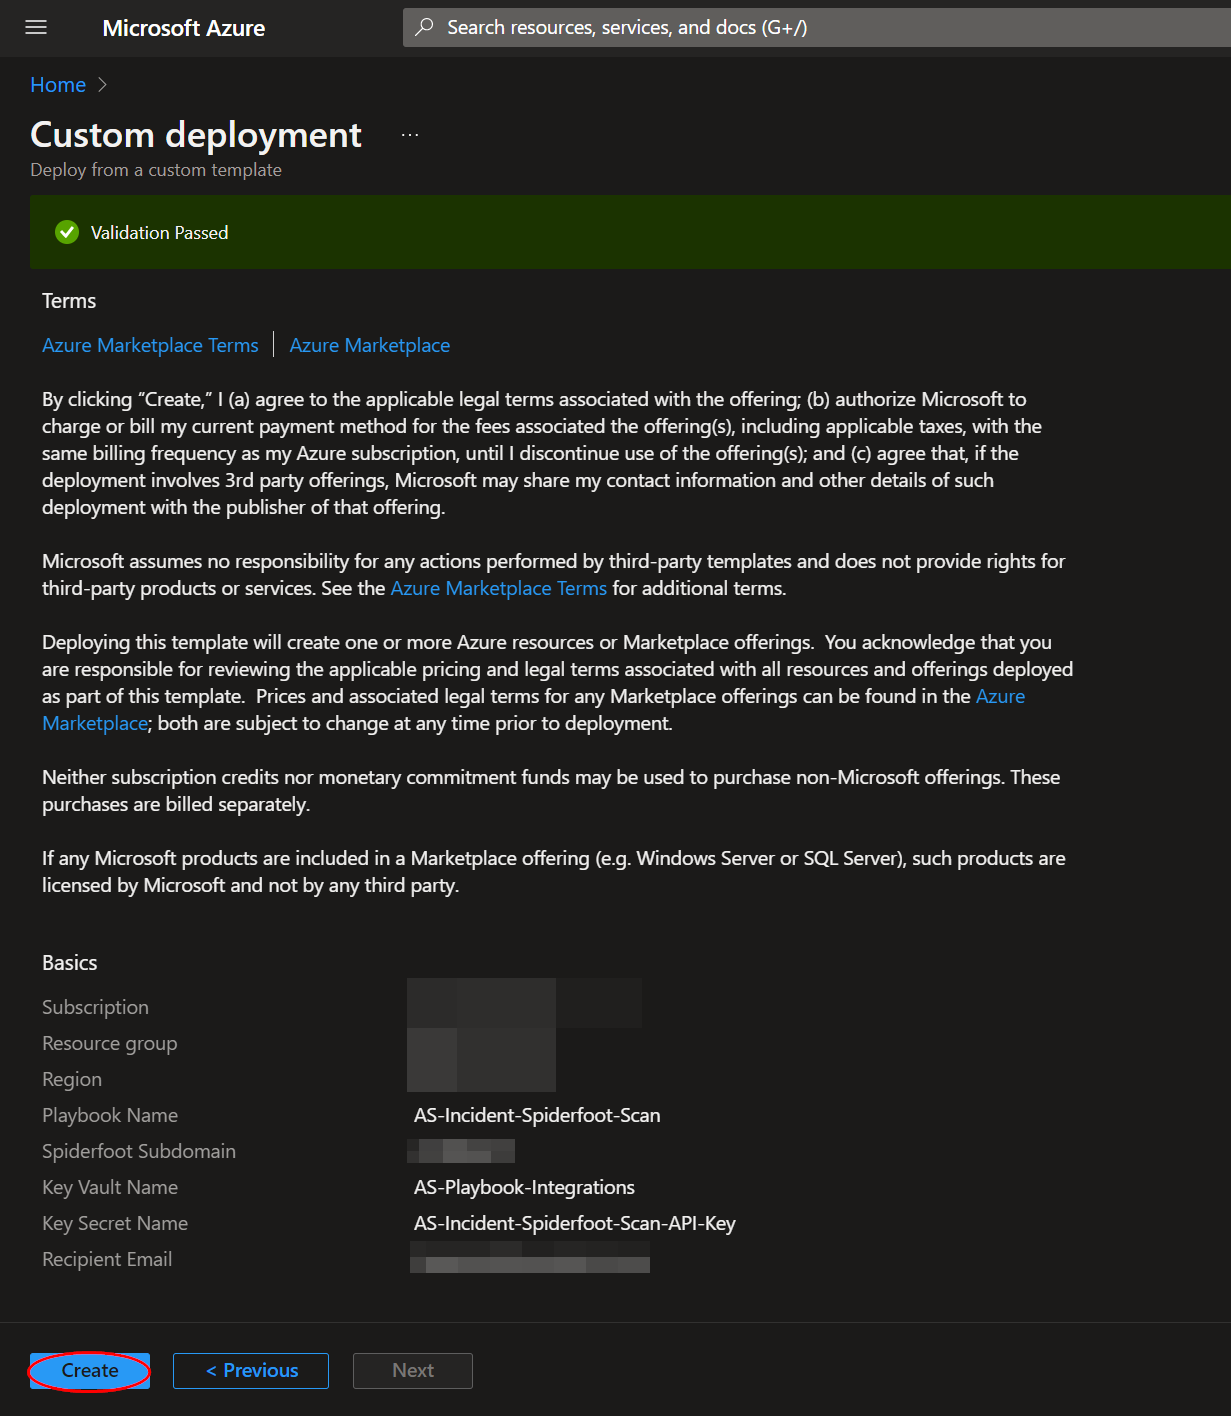 Microsoft Azure
Search resources, services, and docs (G+/)
Home >
Custom deployment ...
Deploy from a custom template
Validation Passed
Terms
Azure Marketplace Terms | Azure Marketplace
By clicking "Create," I (a) agree to the applicable legal terms associated with the offering; (b) authorize Microsoft to
charge or bill my current payment method for the fees associated the offering(s), including applicable taxes, with the
same billing frequency as my Azure subscription, until I discontinue use of the offering(s); and (c) agree that, if the
deployment involves 3rd party offerings, Microsoft may share my contact information and other details of such
deployment with the publisher of that offering.
Microsoft assumes no responsibility for any actions performed by third-party templates and does not provide rights for
third-party products or services. See the Azure Marketplace Terms for additional terms.
Deploying this template will create one or more Azure resources or Marketplace offerings.  You acknowledge that you
are responsible for reviewing the applicable pricing and legal terms associated with all resources and offerings deployed
as part of this template.  Prices and associated legal terms for any Marketplace offerings can be found in the Azure
Marketplace; both are subject to change at any time prior to deployment.
Neither subscription credits nor monetary commitment funds may be used to purchase non-Microsoft offerings. These
purchases are billed separately.
If any Microsoft products are included in a Marketplace offering (e.g. Windows Server or SQL Server), such products are
licensed by Microsoft and not by any third party.
Basics
Subscription
Resource group
Region
Playbook Name AS-Incident-Spiderfoot-Scan
Spiderfoot Subdomain
Key Vault Name AS-Playbook-Integrations
Key Secret Name AS-Incident-Spiderfoot-Scan-API-Key
Recipient Email
Create < Previous Next